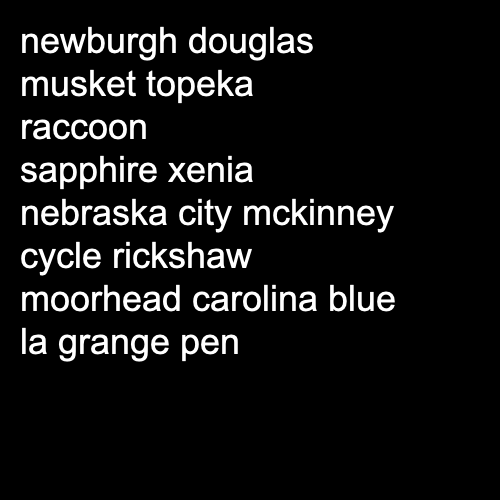 newburgh douglas
musket topeka
raccoon
sapphire xenia
nebraska city mckinney
cycle rickshaw
moorhead carolina blue
la grange pen